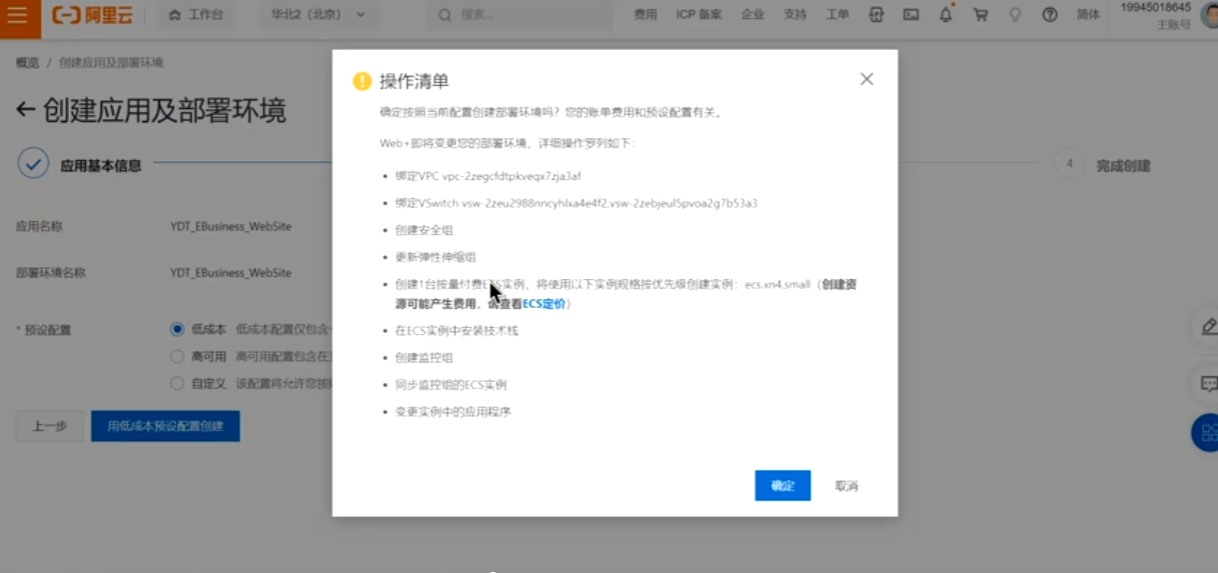 阿里云
工作台
华北2（北京）
搜索...
费用 ICP 备案 企业 支持 工单 简体
19945018645
主账号
概览 / 创建应用及部署环境
创建应用及部署环境
应用基本信息
4 完成创建
应用名称 YDT_EBusiness_WebSite
部署环境名称 YDT_EBusiness_WebSite
* 预设配置
低成本 低成本配置仅包含一
高可用 高可用配置包含在
自定义 该配置将允许您按
上一步
用低成本预设配置创建
操作清单
确定按照当前配置创建部署环境吗？您的账单费用和预设配置有关。
Web+即将变更您的部署环境，详细操作罗列如下：
• 绑定VPC vpc-2zegcfdtpkveqx7zja3af
• 绑定VSwitch vsw-2zeu2988nncyhlxa4e4f2,vsw-2zebjeul5pvoa2g7b53a3
• 创建安全组
• 更新弹性伸缩组
• 创建1台按量付费ECS实例，将使用以下实例规格按优先级创建实例：ecs.xn4.small（创建资
源可能产生费用，请查看ECS定价）
• 在ECS实例中安装技术栈
• 创建监控组
• 同步监控组的ECS实例
• 变更实例中的应用程序
确定
取消